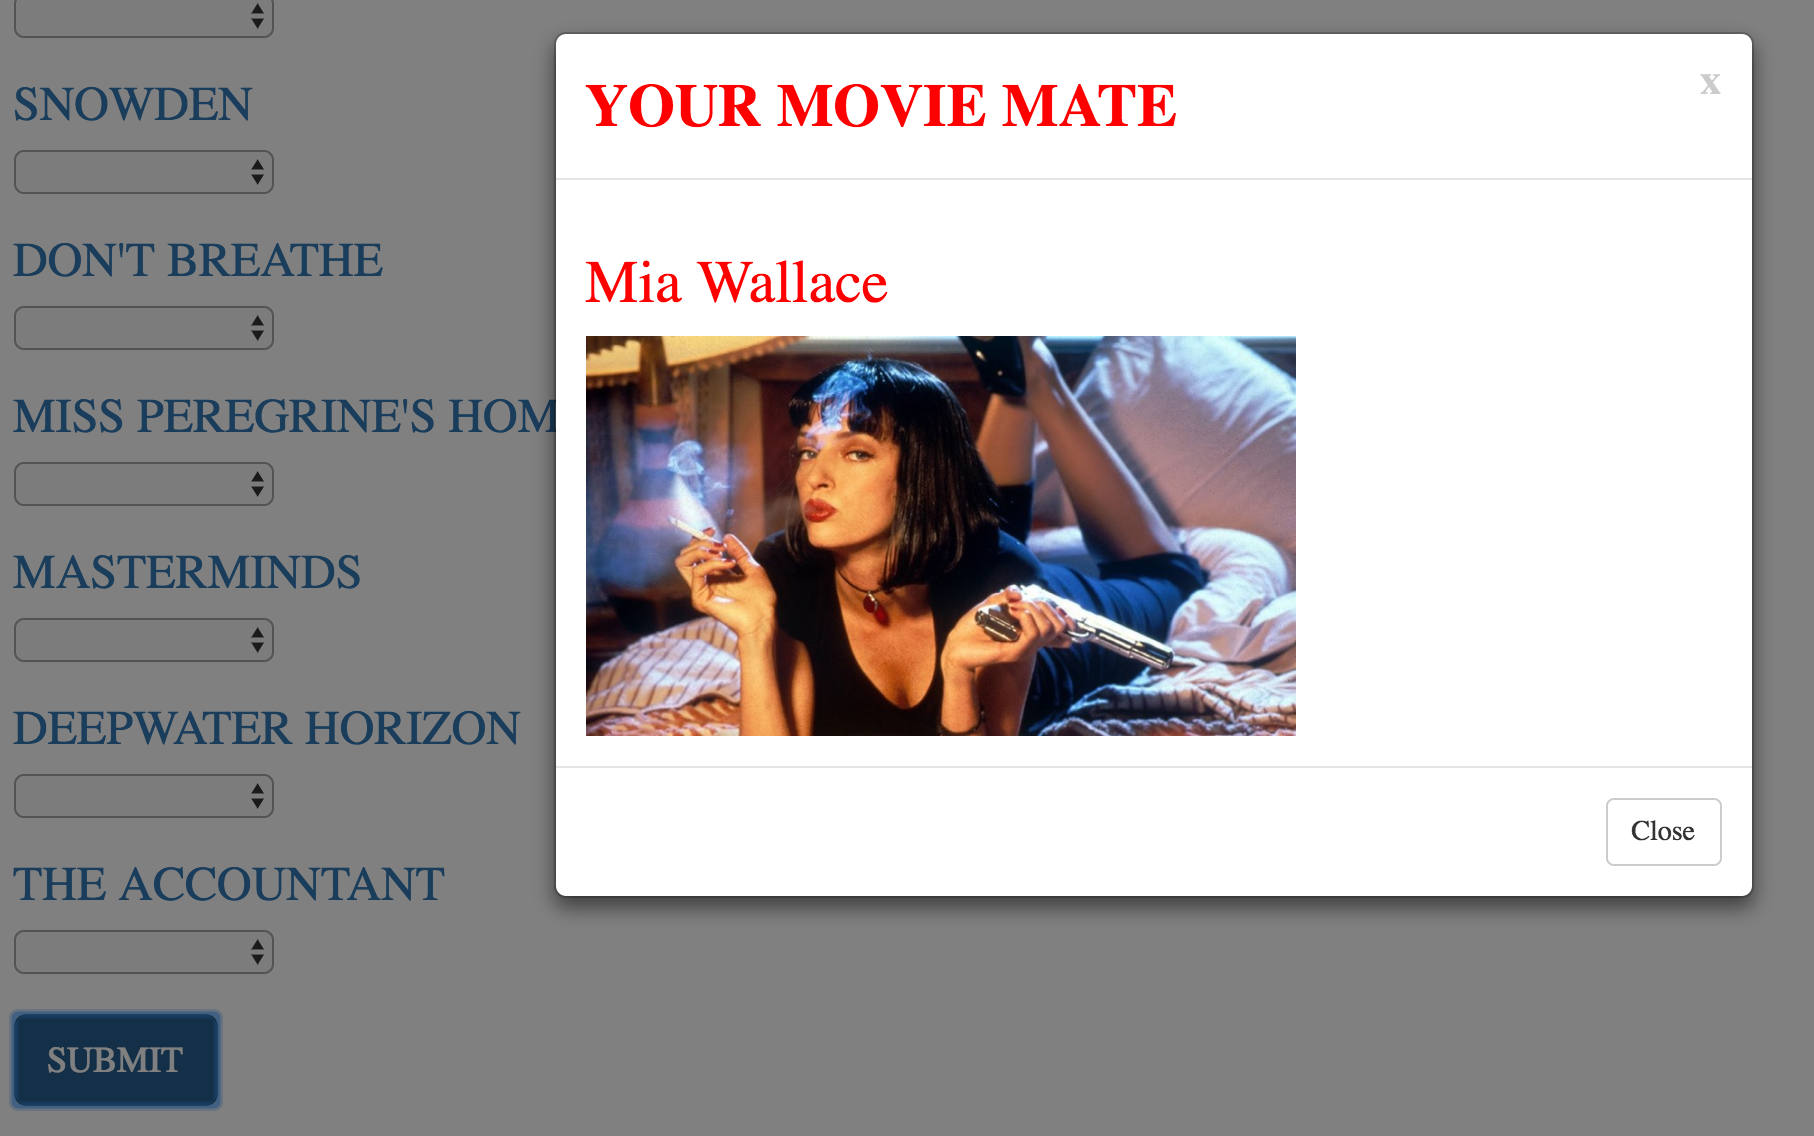 SNOWDEN
DON'T BREATHE
MISS PEREGRINE'S HOM
MASTERMINDS
DEEPWATER HORIZON
THE ACCOUNTANT
SUBMIT
YOUR MOVIE MATE
x
Mia Wallace
Close